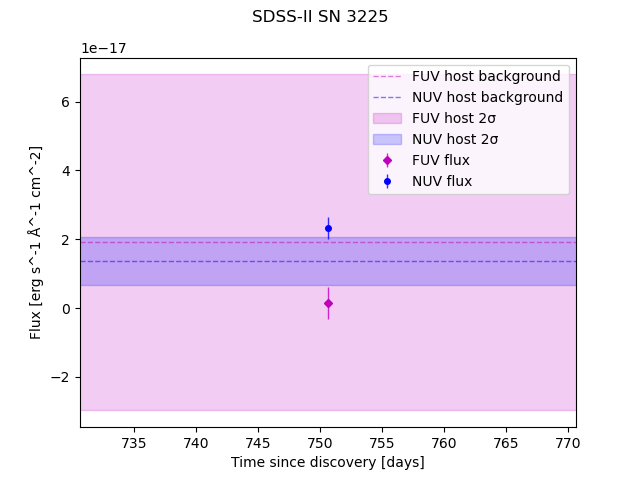 SDSS-II SN 3225
1e−17
FUV host background
NUV host background
FUV host 2σ
NUV host 2σ
FUV flux
NUV flux
6
4
2
0
−2
Flux [erg s^-1 Å^-1 cm^-2]
735 740 745 750 755 760 765 770
Time since discovery [days]